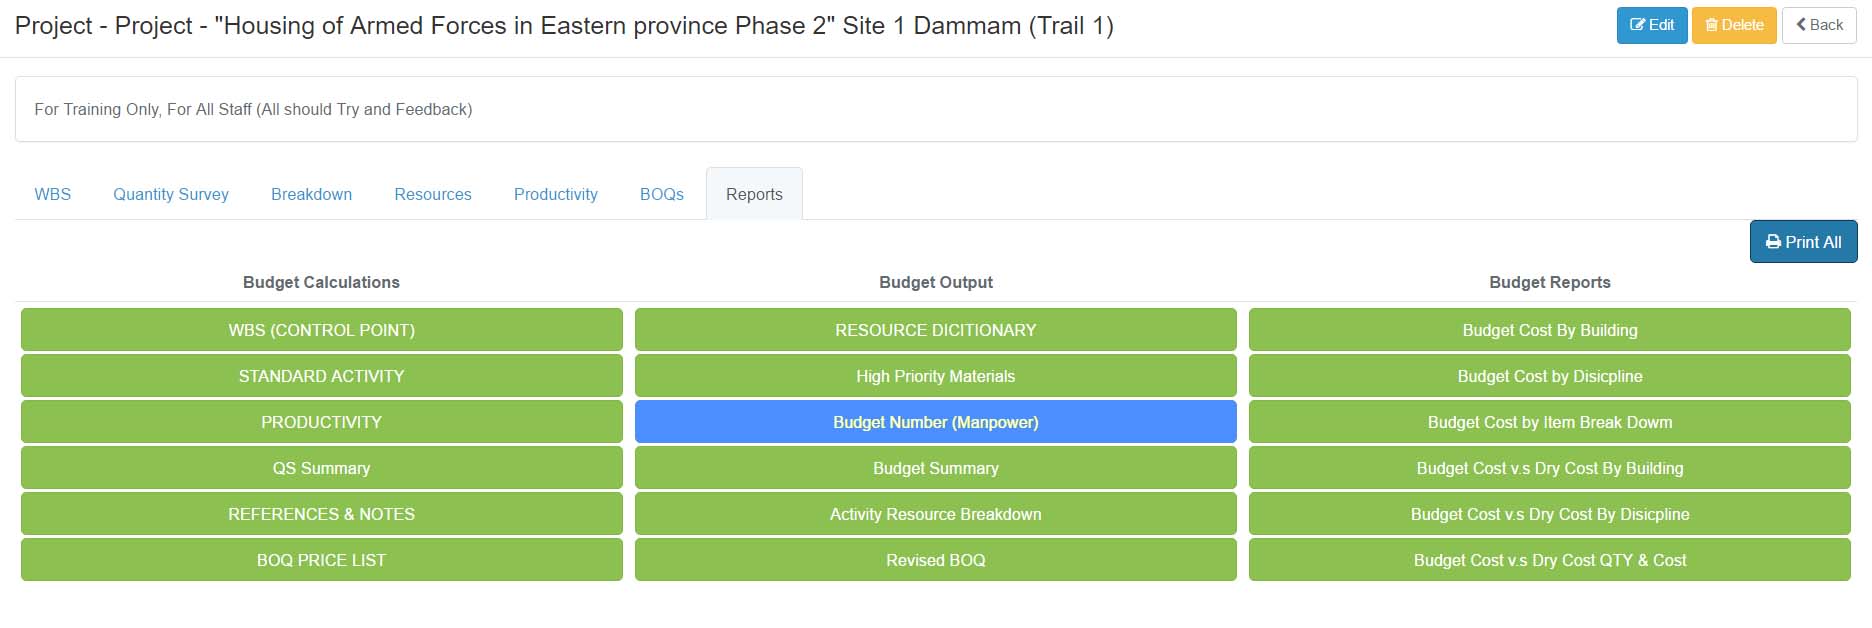 Project - Project - "Housing of Armed Forces in Eastern province Phase 2" Site 1 Dammam (Trail 1)
Edit
Delete
Back
For Training Only, For All Staff (All should Try and Feedback)
WBS
Quantity Survey
Breakdown
Resources
Productivity
BOQs
Reports
Print All
Budget Calculations
WBS (CONTROL POINT)
STANDARD ACTIVITY
PRODUCTIVITY
QS Summary
REFERENCES & NOTES
BOQ PRICE LIST
Budget Output
RESOURCE DICITIONARY
High Priority Materials
Budget Number (Manpower)
Budget Summary
Activity Resource Breakdown
Revised BOQ
Budget Reports
Budget Cost By Building
Budget Cost by Disicpline
Budget Cost by Item Break Dowm
Budget Cost v.s Dry Cost By Building
Budget Cost v.s Dry Cost By Disicpline
Budget Cost v.s Dry Cost QTY & Cost